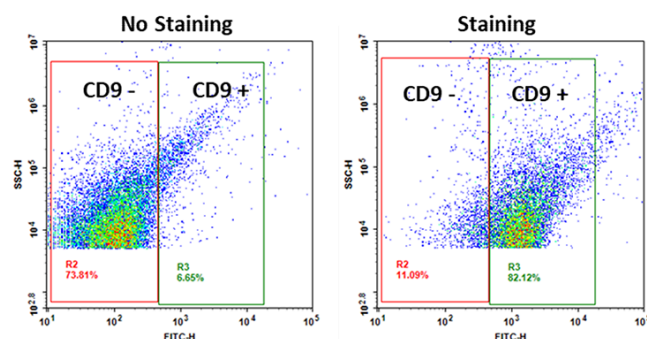 No Staining
Staining
10^7
10^6
10^5
10^4
10^2.8
SSC-H
CD9 -
CD9 +
R2
73.81%
R3
6.65%
10^1
10^2
10^3
10^4
10^5
FITC-H
10^7
10^6
10^5
10^4
10^2.8
SSC-H
CD9 -
CD9 +
R2
11.09%
R3
82.12%
10^1
10^2
10^3
10^4
10^5
FITC-H